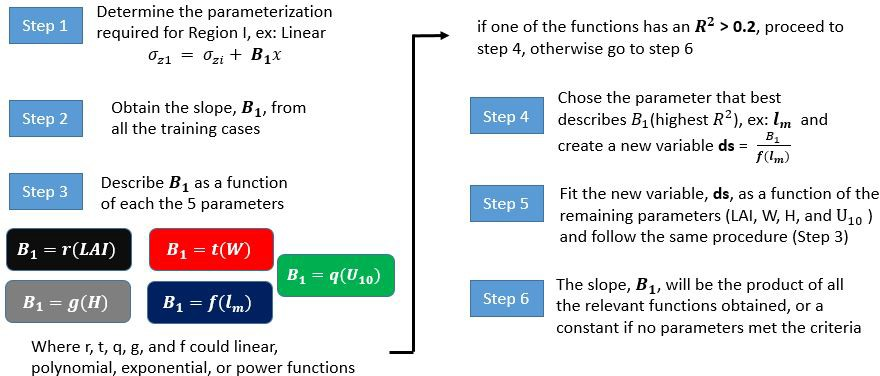 Step 1
Determine the parameterization
required for Region I, ex: Linear
σ_z1 = σ_zi + B₁x
Step 2
Obtain the slope, B₁, from
all the training cases
Step 3
Describe B₁ as a function
of each the 5 parameters
B₁ = r(LAI)
B₁ = t(W)
B₁ = q(U₁₀)
B₁ = g(H)
B₁ = f(l_m)
Where r, t, q, g, and f could linear,
polynomial, exponential, or power functions
if one of the functions has an R² > 0.2, proceed to
step 4, otherwise go to step 6
Step 4
Chose the parameter that best
describes B₁(highest R²), ex: l_m and
create a new variable ds = B₁/f(l_m)
Step 5
Fit the new variable, ds, as a function of the
remaining parameters (LAI, W, H, and U₁₀ )
and follow the same procedure (Step 3)
Step 6
The slope, B₁, will be the product of all
the relevant functions obtained, or a
constant if no parameters met the criteria